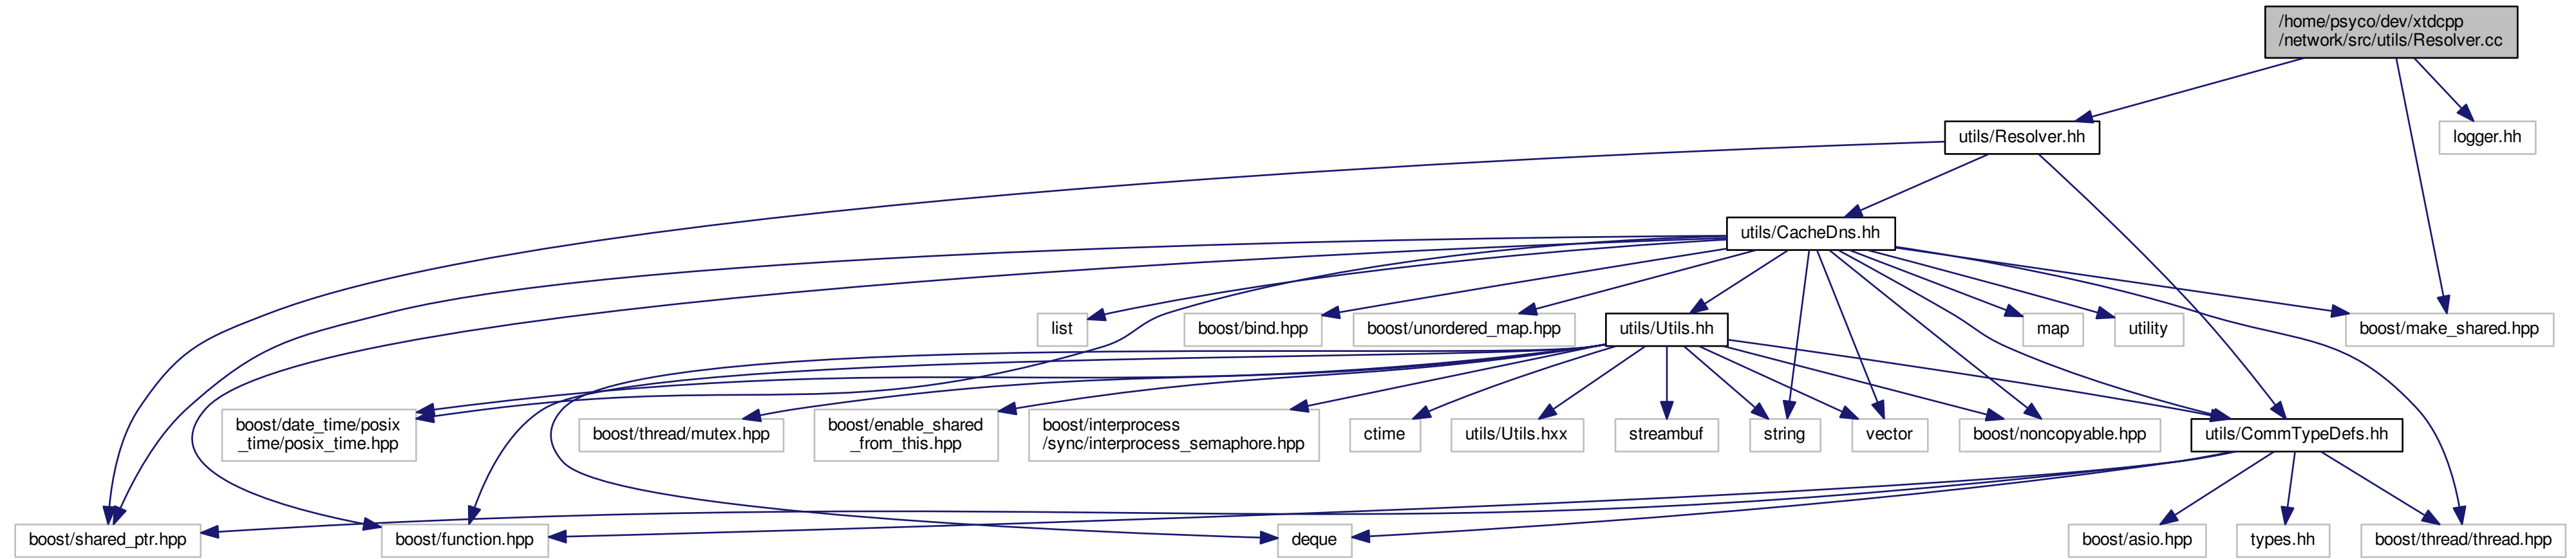 /home/psyco/dev/xtdcpp
/network/src/utils/Resolver.cc
utils/Resolver.hh
logger.hh
utils/CacheDns.hh
list
boost/bind.hpp
boost/unordered_map.hpp
utils/Utils.hh
map
utility
boost/make_shared.hpp
boost/date_time/posix
_time/posix_time.hpp
boost/thread/mutex.hpp
boost/enable_shared
_from_this.hpp
boost/interprocess
/sync/interprocess_semaphore.hpp
ctime
utils/Utils.hxx
streambuf
string
vector
boost/noncopyable.hpp
utils/CommTypeDefs.hh
boost/shared_ptr.hpp
boost/function.hpp
deque
boost/asio.hpp
types.hh
boost/thread/thread.hpp